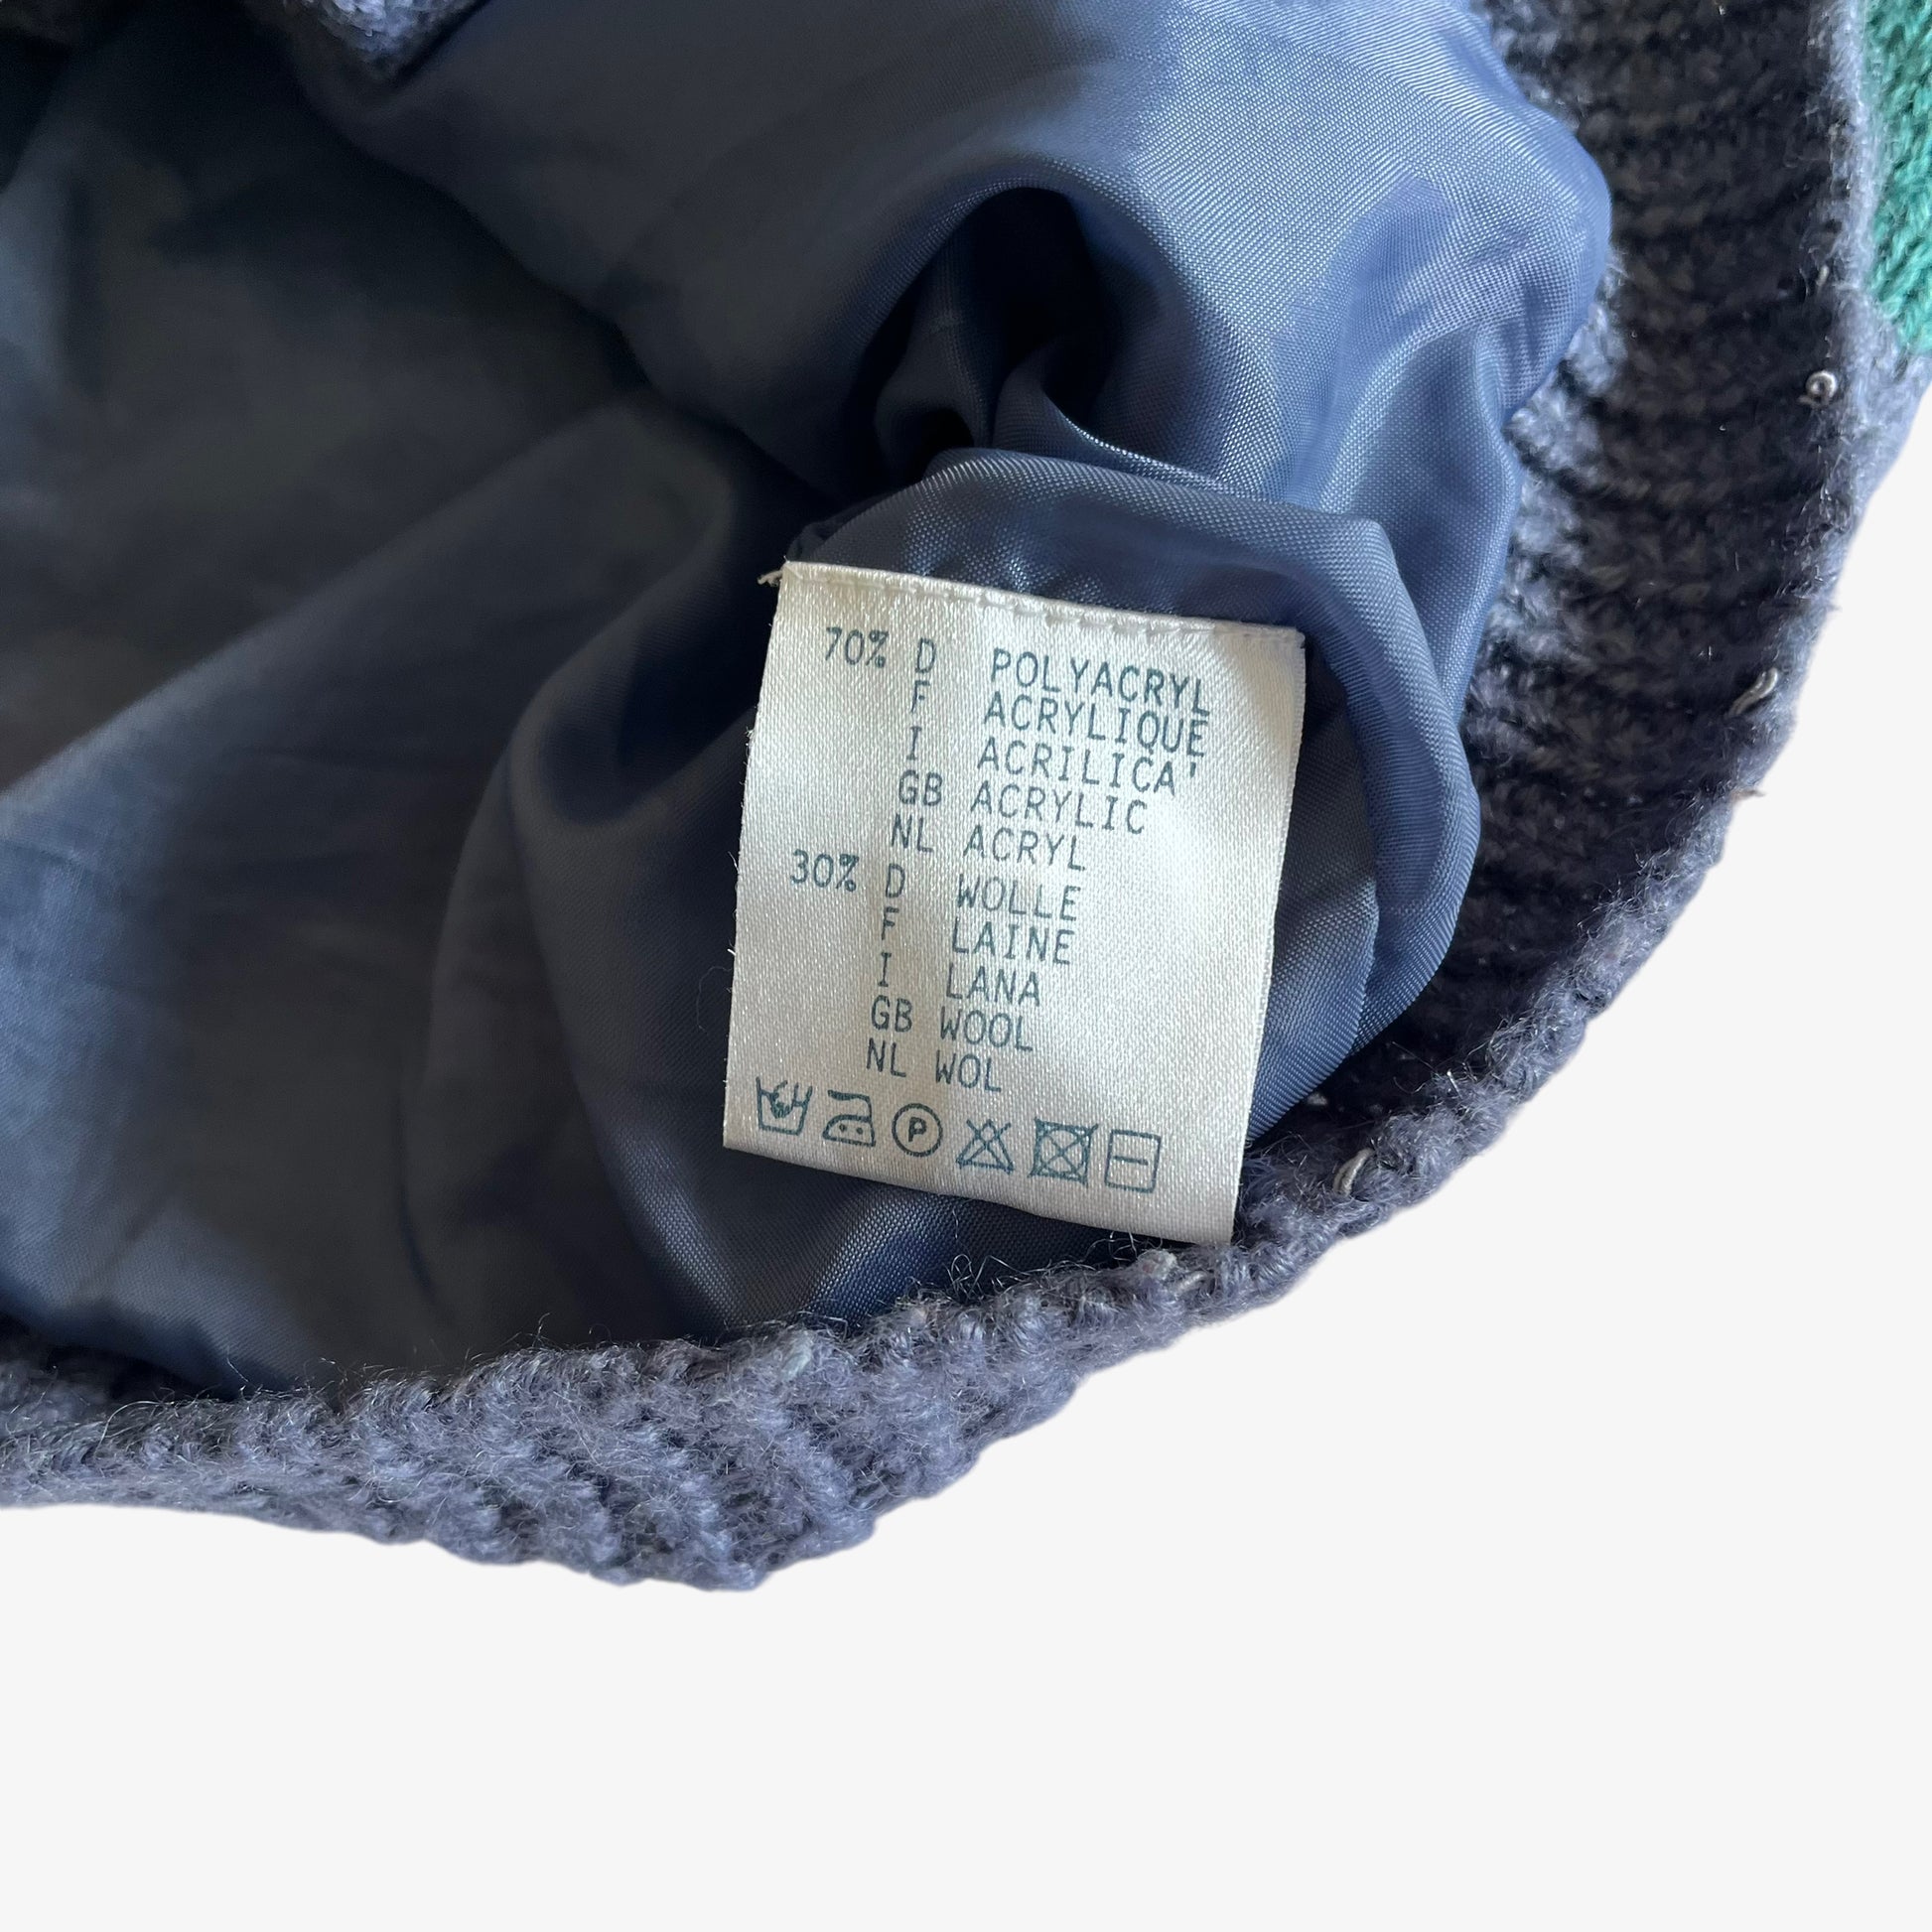 70% D POLYACRYL
F ACRYLIQUE
I ACRILICA'
GB ACRYLIC
NL ACRYL
30% D WOLLE
F LAINE
I LANA
GB WOOL
NL WOL
P